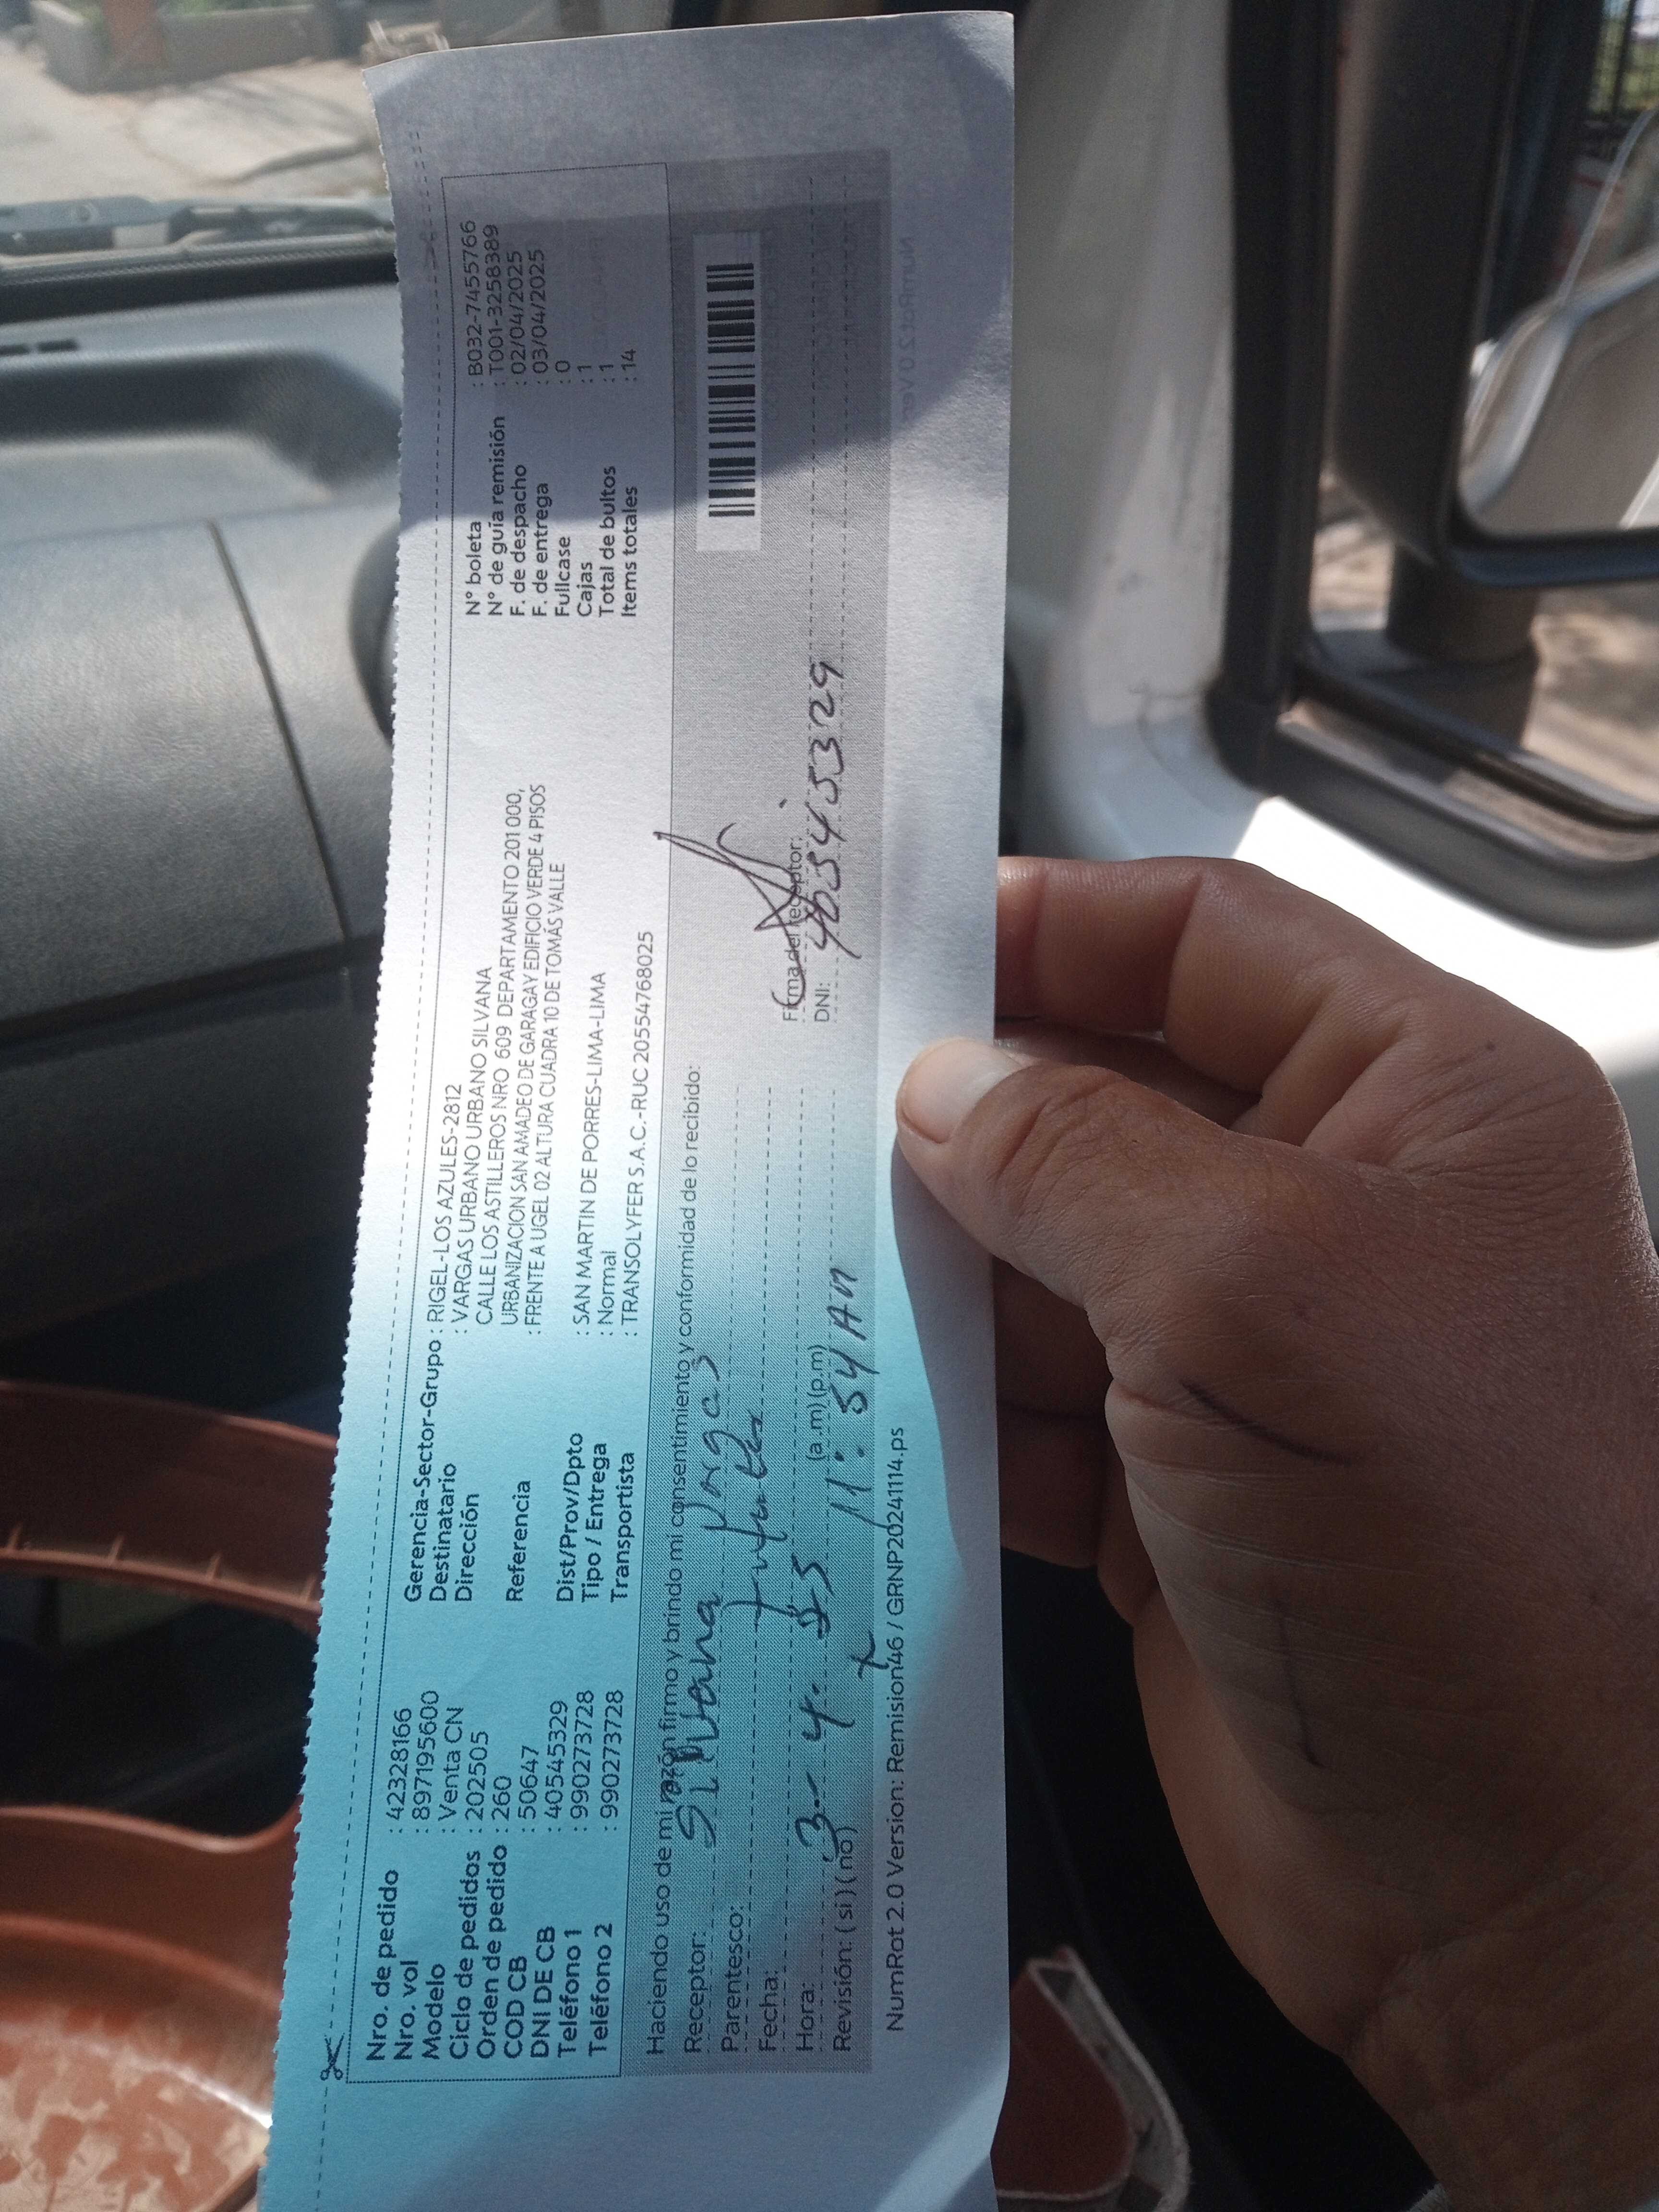 Nro. de pedido : 42328166
Nro. vol : 897195600
Modelo : Venta CN
Ciclo de pedidos : 202505
Orden de pedido : 260
COD CB : 50647
DNI DE CB : 40545329
Teléfono 1 : 990273728
Teléfono 2 : 990273728
Gerencia-Sector-Grupo : RIGEL-LOS AZULES-2812
Destinatario : VARGAS URBANO URBANO SILVANA
Dirección CALLE LOS ASTILLEROS NRO 609 DEPARTAMENTO 201 000,
URBANIZACION SAN AMADEO DE GARAGAY EDIFICIO VERDE 4 PISOS
Referencia : FRENTE A UGEL 02 ALTURA CUADRA 10 DE TOMÁS VALLE
Dist/Prov/Dpto : SAN MARTIN DE PORRES-LIMA-LIMA
Tipo / Entrega : Normal
Transportista : TRANSOLYFER S.A.C.-RUC 20554768025
N° boleta : B032-7455766
N° de guía remisión : T001-3258389
F. de despacho : 02/04/2025
F. de entrega : 03/04/2025
Fullcase : 0
Cajas : 1
Total de bultos : 1
Items totales : 14
Haciendo uso de mi razón firmo y brindo mi consentimiento y conformidad de lo recibido:
Receptor: Silvana Vargas
Parentesco:
Fecha:
Hora: 3-4. 25 11:54 AM (a.m) (p.m)
Revisión: ( si ) ( no ) x
Firma del receptor:
DNI: 40545329
NumRot 2.0 Version: Remision46 / GRNP20241114.ps